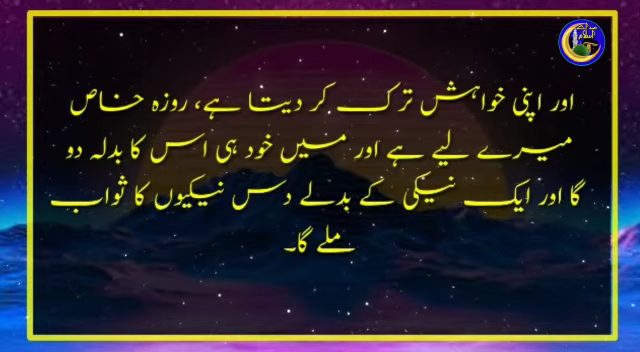 اور اپنی خواہش ترک کر دیتا ہے، روزہ خاص
میرے لیے ہے اور میں خود ہی اس کا بدلہ دو
گا اور ایک نیکی کے بدلے دس نیکیوں کا ثواب
ملے گا۔